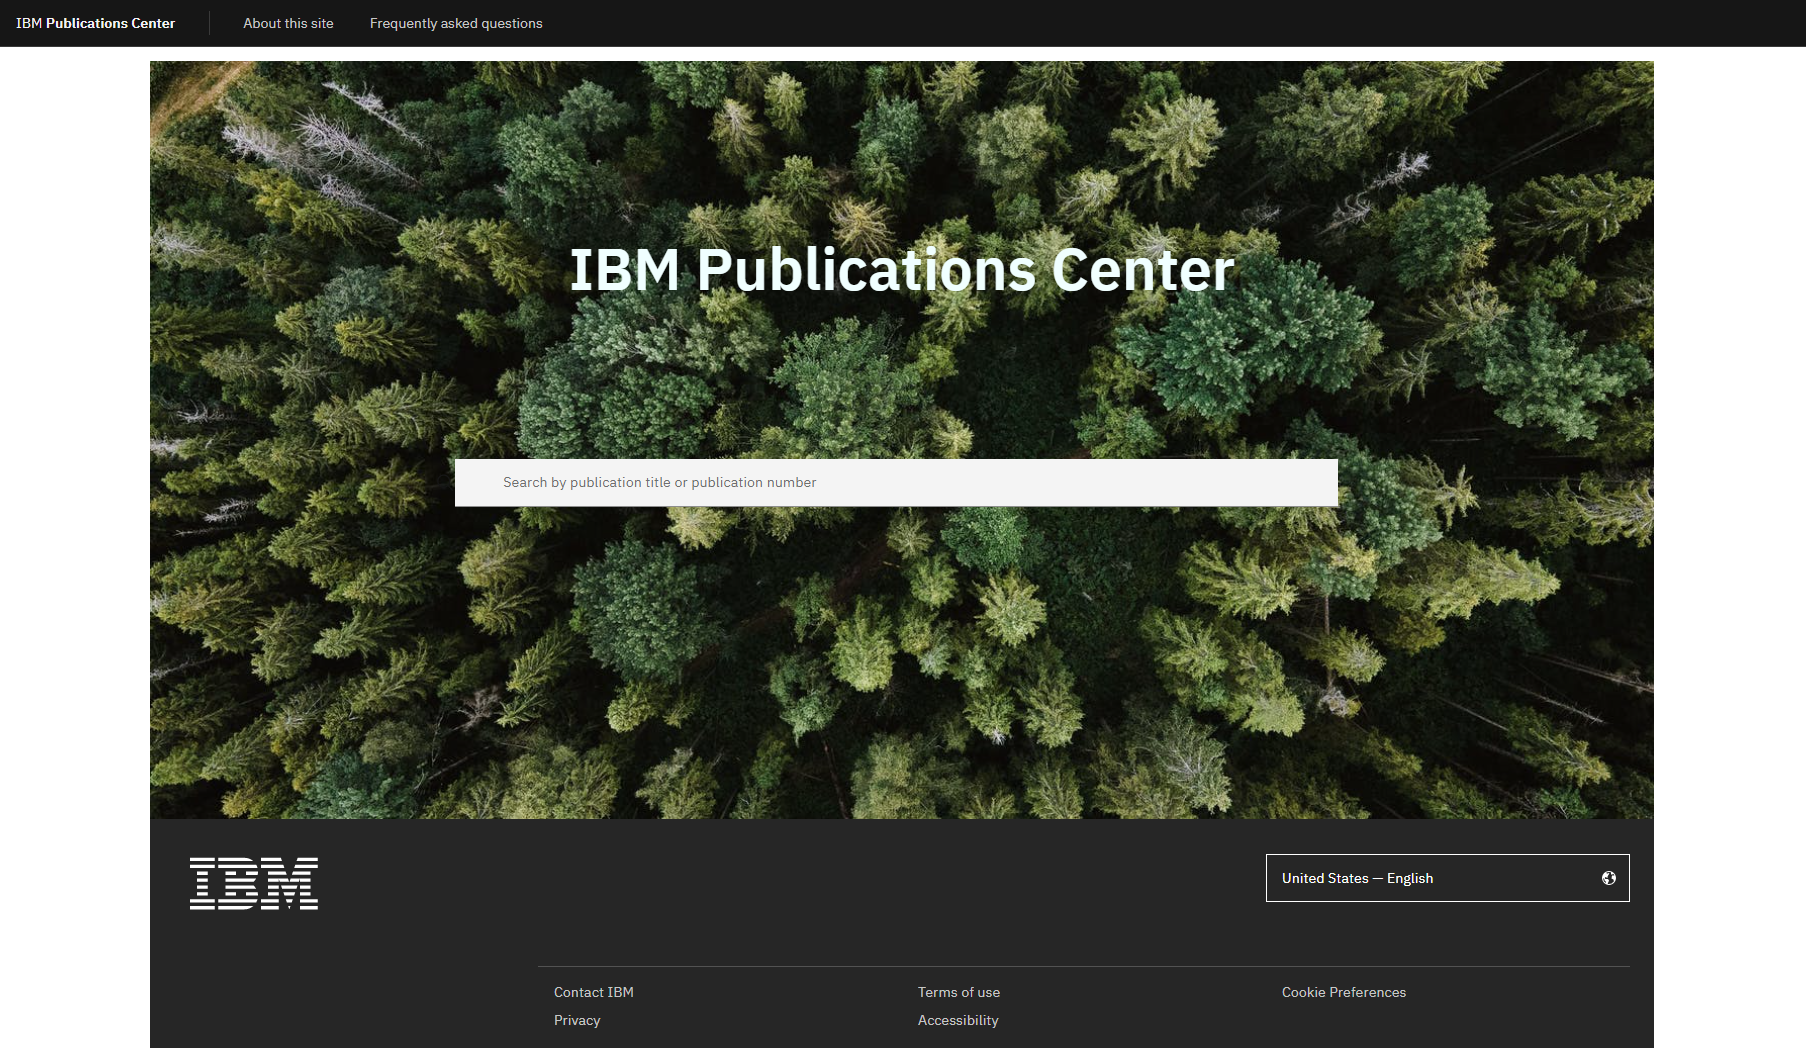 IBM Publications Center
About this site
Frequently asked questions
IBM Publications Center
Search by publication title or publication number
IBM
United States — English
Contact IBM
Terms of use
Cookie Preferences
Privacy
Accessibility